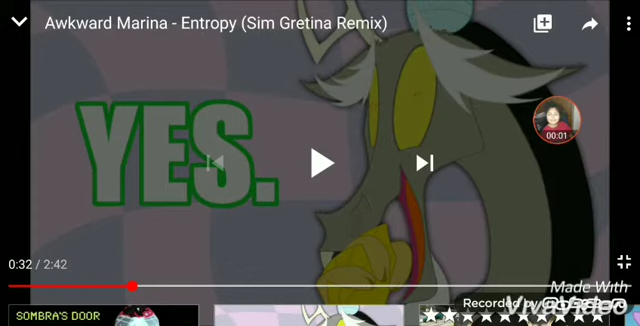 Awkward Marina - Entropy (Sim Gretina Remix)
YES.
00:01
0:32 / 2:42
Made With
Recorded by
VivaVideo
SOMBRA'S DOOR